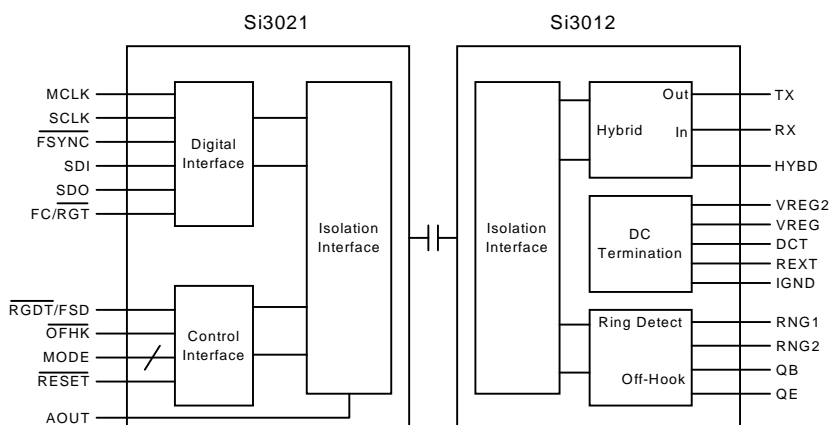 Si3021
Si3012
MCLK
SCLK
FSYNC
SDI
SDO
FC/RGT
Digital
Interface
RGDT/FSD
OFHK
MODE
RESET
AOUT
Control
Interface
Isolation
Interface
Isolation
Interface
Out
Hybrid
In
TX
RX
HYBD
DC
Termination
VREG2
VREG
DCT
REXT
IGND
Ring Detect
Off-Hook
RNG1
RNG2
QB
QE